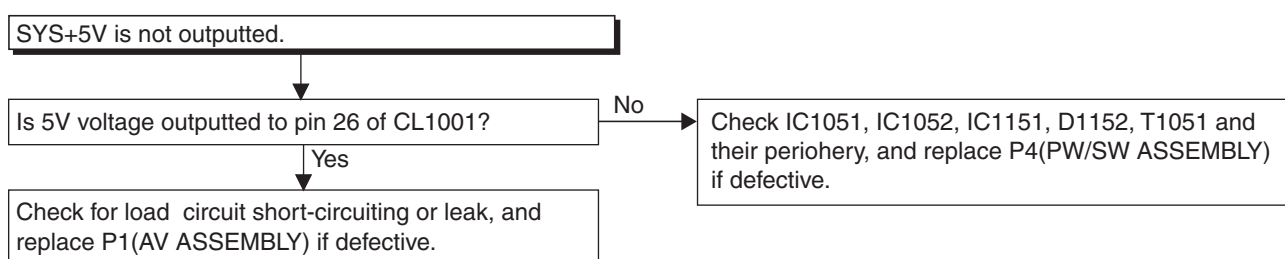 SYS+5V is not outputted.
Is 5V voltage outputted to pin 26 of CL1001?
No
Check IC1051, IC1052, IC1151, D1152, T1051 and
their periohery, and replace P4(PW/SW ASSEMBLY)
if defective.
Yes
Check for load circuit short-circuiting or leak, and
replace P1(AV ASSEMBLY) if defective.